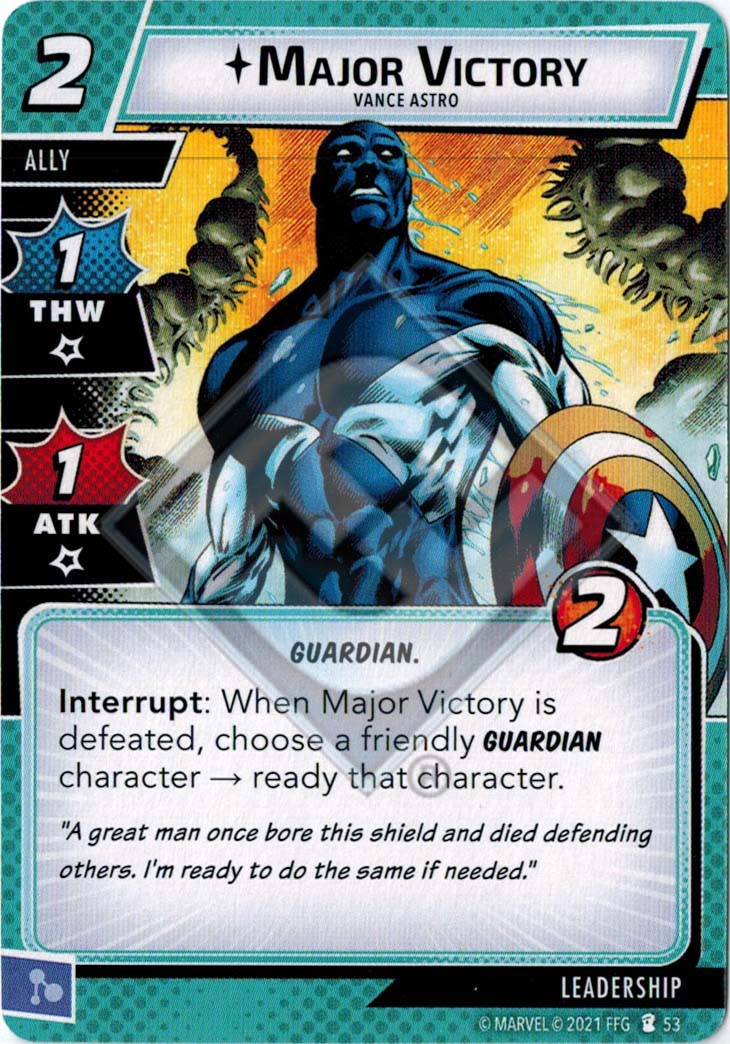 2
MAJOR VICTORY
VANCE ASTRO
ALLY
1
THW
1
ATK
2
GUARDIAN.
Interrupt: When Major Victory is
defeated, choose a friendly GUARDIAN
character → ready that character.
"A great man once bore this shield and died defending
others. I'm ready to do the same if needed."
LEADERSHIP
© MARVEL © 2021 FFG 53